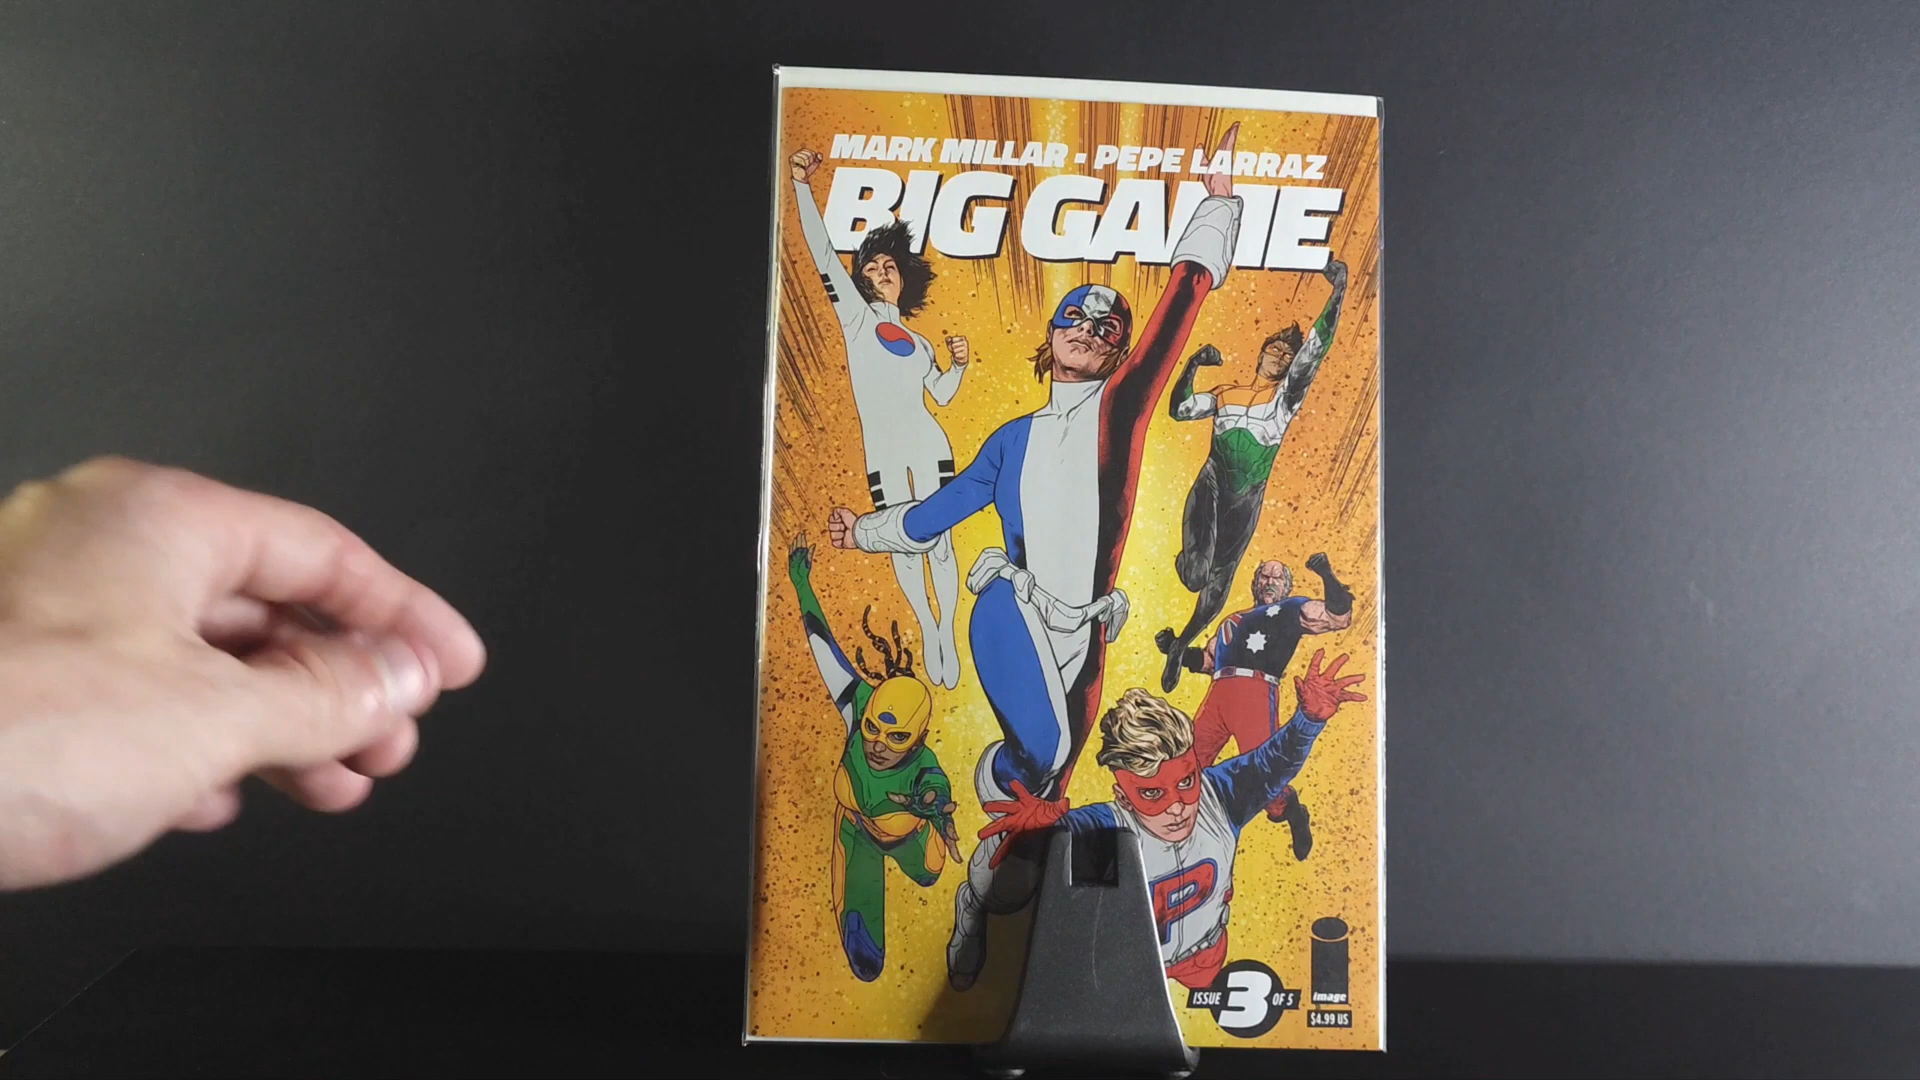 MARK MILLAR • PEPE LARRAZ
BIG GAME
P
ISSUE 3 OF 5
image
$4.99 US